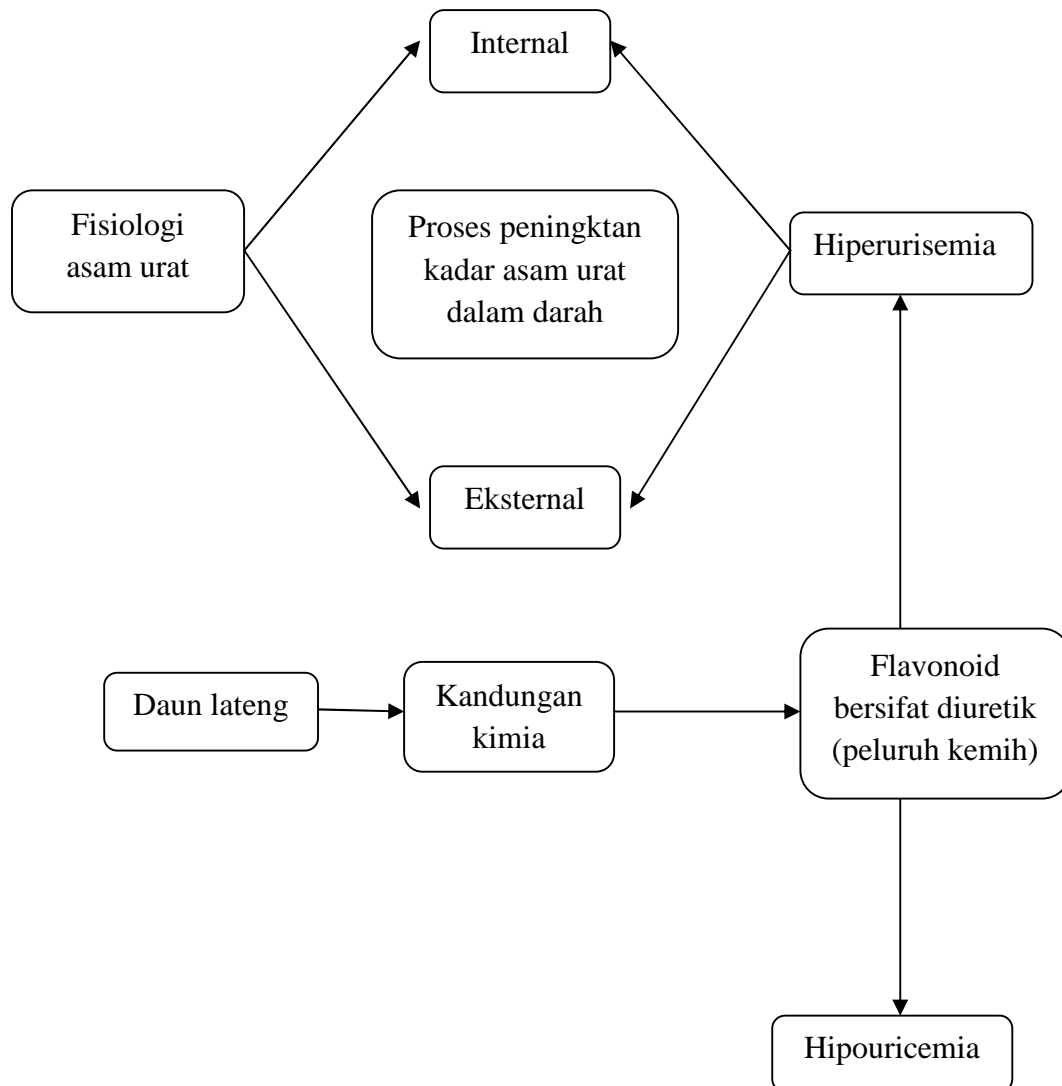 Internal
Fisiologi
asam urat
Proses peningktan
kadar asam urat
dalam darah
Hiperurisemia
Eksternal
Daun lateng
Kandungan
kimia
Flavonoid
bersifat diuretik
(peluruh kemih)
Hipouricemia